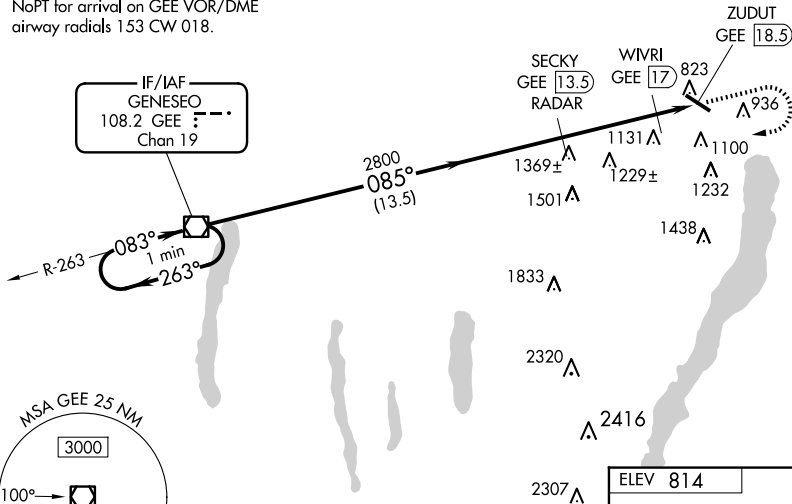 NoPT for arrival on GEE VOR/DME
airway radials 153 CW 018.
ZUDUT
GEE 18.5
SECKY
GEE 13.5
RADAR
WIVRI
GEE 17
823
936
IF/IAF
GENESEO
108.2 GEE
Chan 19
1131
1100
1369±
1229±
1232
2800
085°
(13.5)
1501
1438
R-263
083°
1 min
263°
1833
2320
2416
MSA GEE 25 NM
3000
100°
2307
ELEV 814